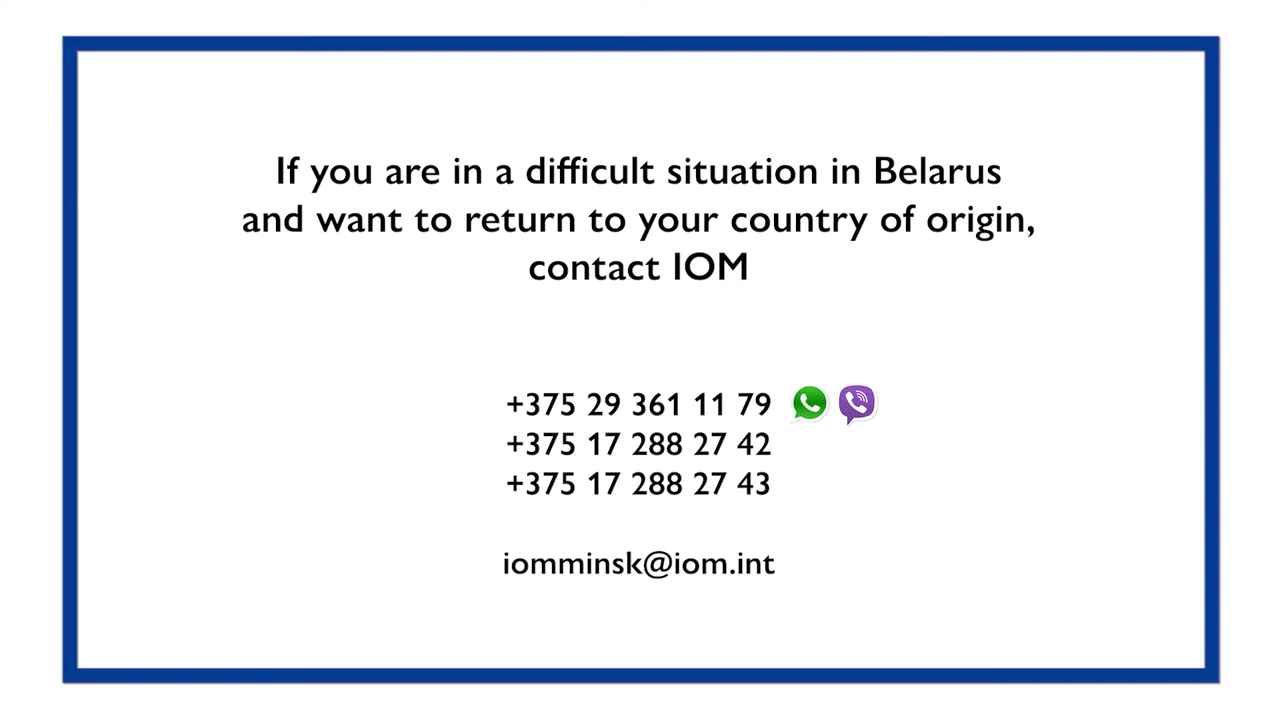 If you are in a difficult situation in Belarus
and want to return to your country of origin,
contact IOM
+375 29 361 11 79
+375 17 288 27 42
+375 17 288 27 43
iomminsk@iom.int